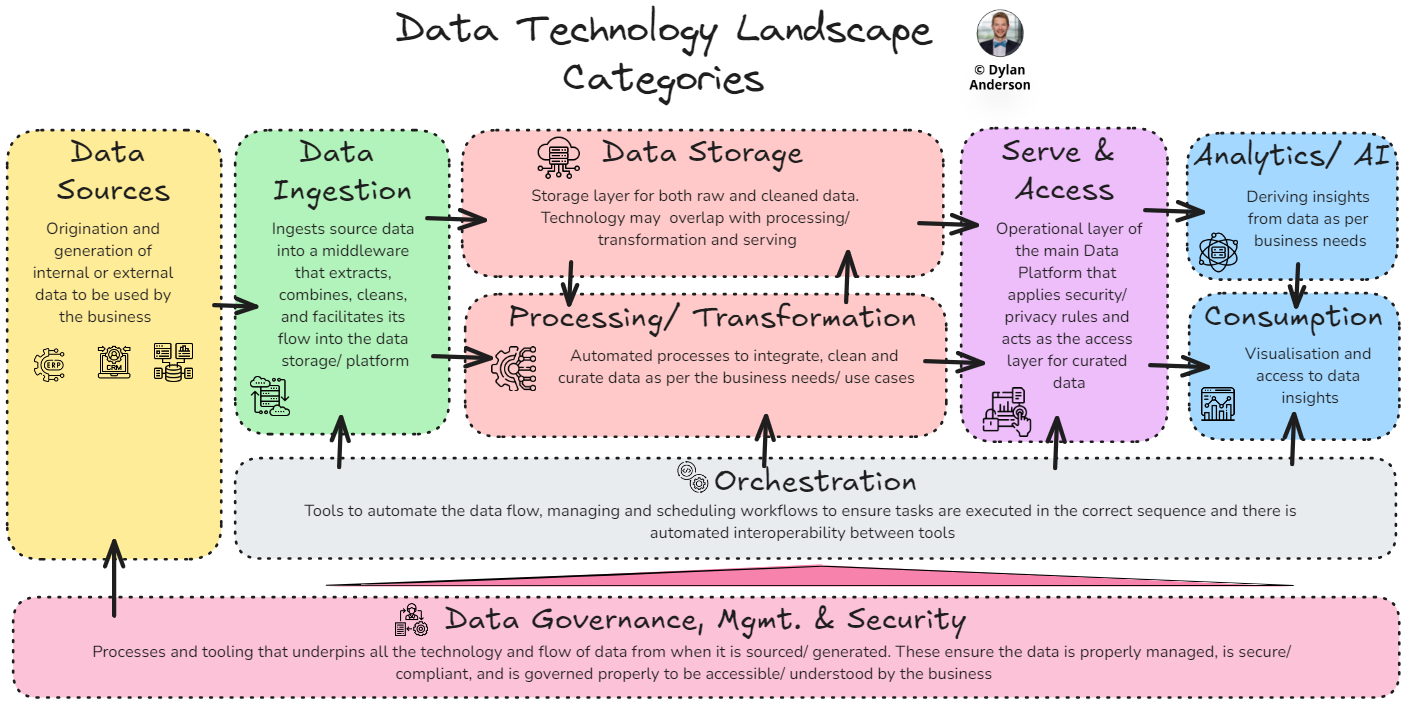 Data Technology Landscape
Categories
© Dylan
Anderson
Data
Sources
Origination and
generation of
internal or external
data to be used by
the business
ERP
CRM
Data
Ingestion
Ingests source data
into a middleware
that extracts,
combines, cleans,
and facilitates its
flow into the data
storage/ platform
Data Storage
Storage layer for both raw and cleaned data.
Technology may overlap with processing/
transformation and serving
Processing/ Transformation
Automated processes to integrate, clean and
curate data as per the business needs/ use cases
Serve &
Access
Operational layer of
the main Data
Platform that
applies security/
privacy rules and
acts as the access
layer for curated
data
Analytics/ AI
Deriving insights
from data as per
business needs
Consumption
Visualisation and
access to data
insights
Orchestration
Tools to automate the data flow, managing and scheduling workflows to ensure tasks are executed in the correct sequence and there is
automated interoperability between tools
Data Governance, Mgmt. & Security
Processes and tooling that underpins all the technology and flow of data from when it is sourced/ generated. These ensure the data is properly managed, is secure/
compliant, and is governed properly to be accessible/ understood by the business